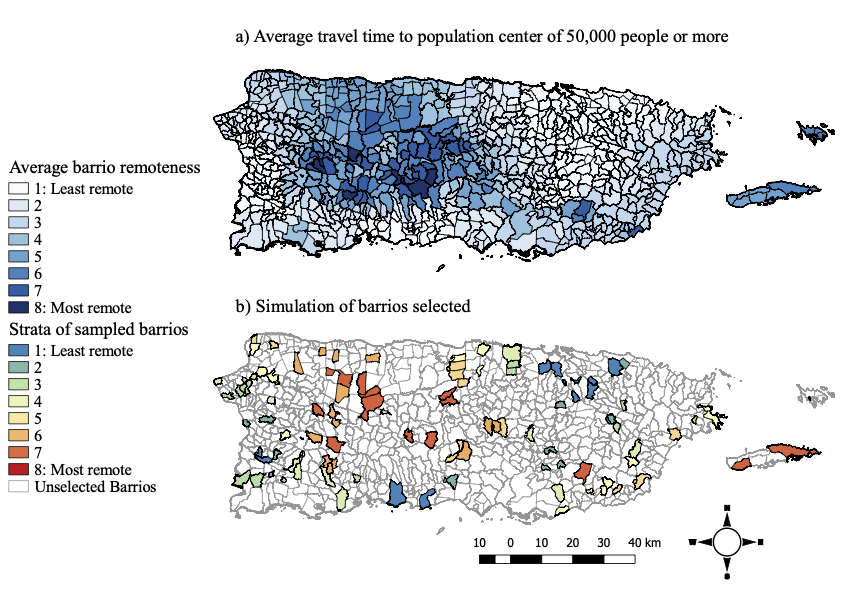 a) Average travel time to population center of 50,000 people or more
Average barrio remoteness
1: Least remote
2
3
4
5
6
7
8: Most remote
b) Simulation of barrios selected
Strata of sampled barrios
1: Least remote
2
3
4
5
6
7
8: Most remote
Unselected Barrios
10 0 10 20 30 40 km